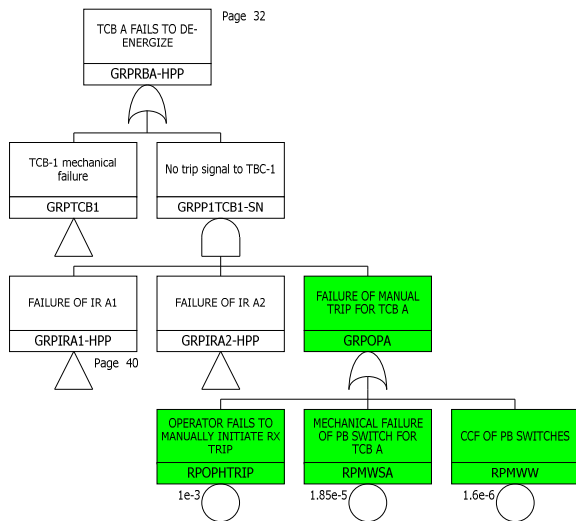 Page 32
TCB A FAILS TO DE-
ENERGIZE
GRPRBA-HPP
TCB-1 mechanical
failure
GRPTCB1
No trip signal to TBC-1
GRPP1TCB1-SN
FAILURE OF IR A1
GRPIRA1-HPP
Page 40
FAILURE OF IR A2
GRPIRA2-HPP
FAILURE OF MANUAL
TRIP FOR TCB A
GRPOPA
OPERATOR FAILS TO
MANUALLY INITIATE RX
TRIP
RPOPHTRIP
1e-3
MECHANICAL FAILURE
OF PB SWITCH FOR
TCB A
RPMWSA
1.85e-5
CCF OF PB SWITCHES
RPMWW
1.6e-6